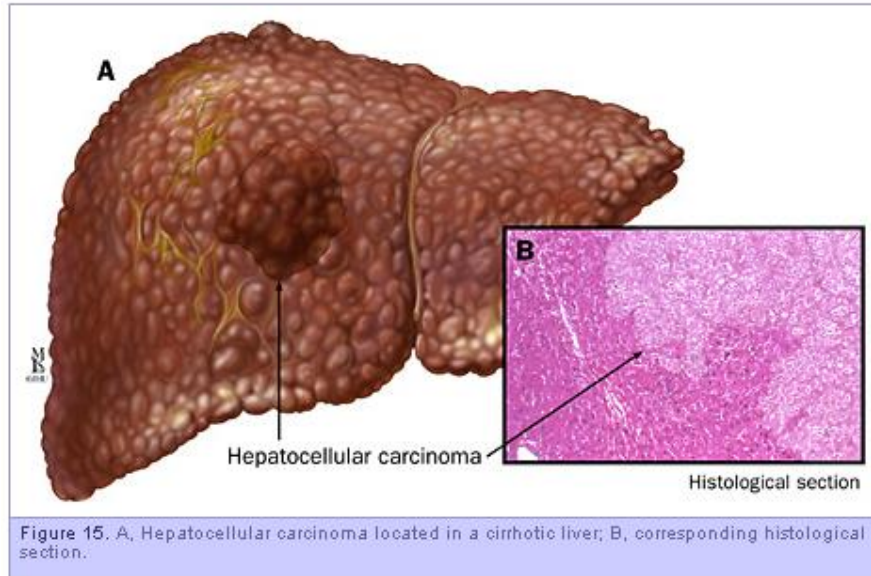 A
B
Hepatocellular carcinoma
Histological section
Figure 15. A, Hepatocellular carcinoma located in a cirrhotic liver; B, corresponding histological
section.